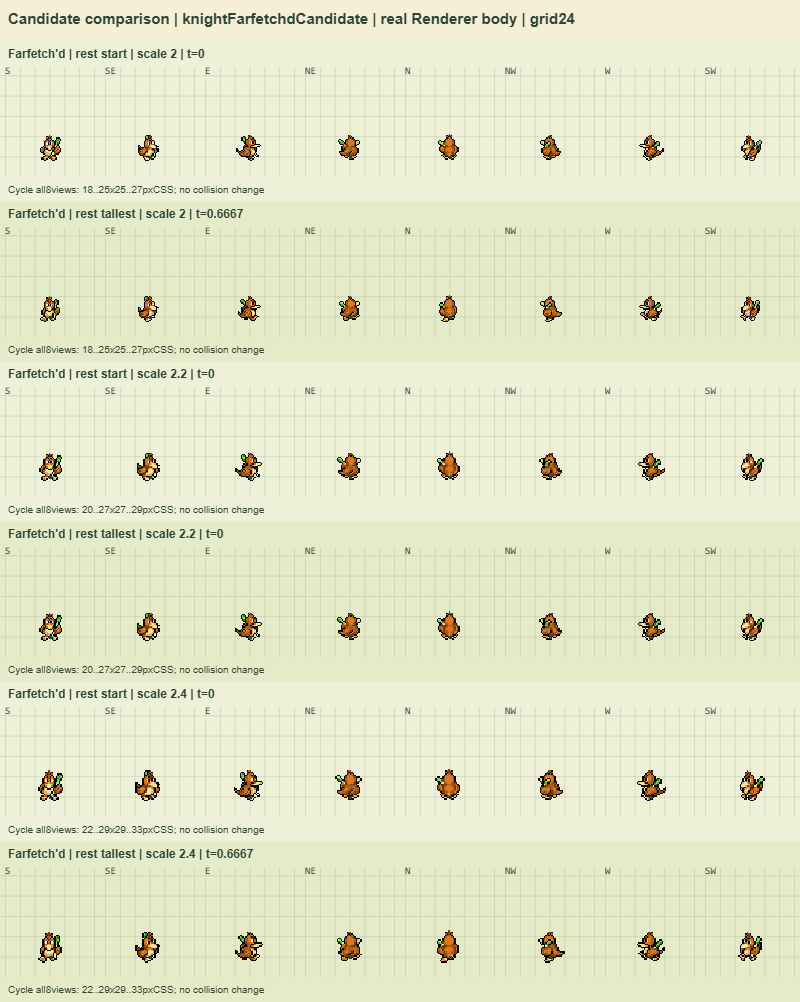 Candidate comparison | knightFarfetchdCandidate | real Renderer body | grid24
Farfetch'd | rest start | scale 2 | t=0
S SE E NE N NW W SW
Cycle all8views: 18..25x25..27pxCSS; no collision change
Farfetch'd | rest tallest | scale 2 | t=0.6667
S SE E NE N NW W SW
Cycle all8views: 18..25x25..27pxCSS; no collision change
Farfetch'd | rest start | scale 2.2 | t=0
S SE E NE N NW W SW
Cycle all8views: 20..27x27..29pxCSS; no collision change
Farfetch'd | rest tallest | scale 2.2 | t=0
S SE E NE N NW W SW
Cycle all8views: 20..27x27..29pxCSS; no collision change
Farfetch'd | rest start | scale 2.4 | t=0
S SE E NE N NW W SW
Cycle all8views: 22..29x29..33pxCSS; no collision change
Farfetch'd | rest tallest | scale 2.4 | t=0.6667
S SE E NE N NW W SW
Cycle all8views: 22..29x29..33pxCSS; no collision change